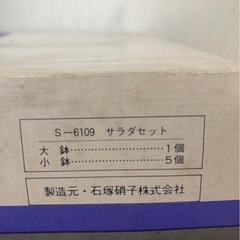 S－6109　サラダセット
大　鉢………………1個
小　鉢………………5個
製造元・石塚硝子株式会社